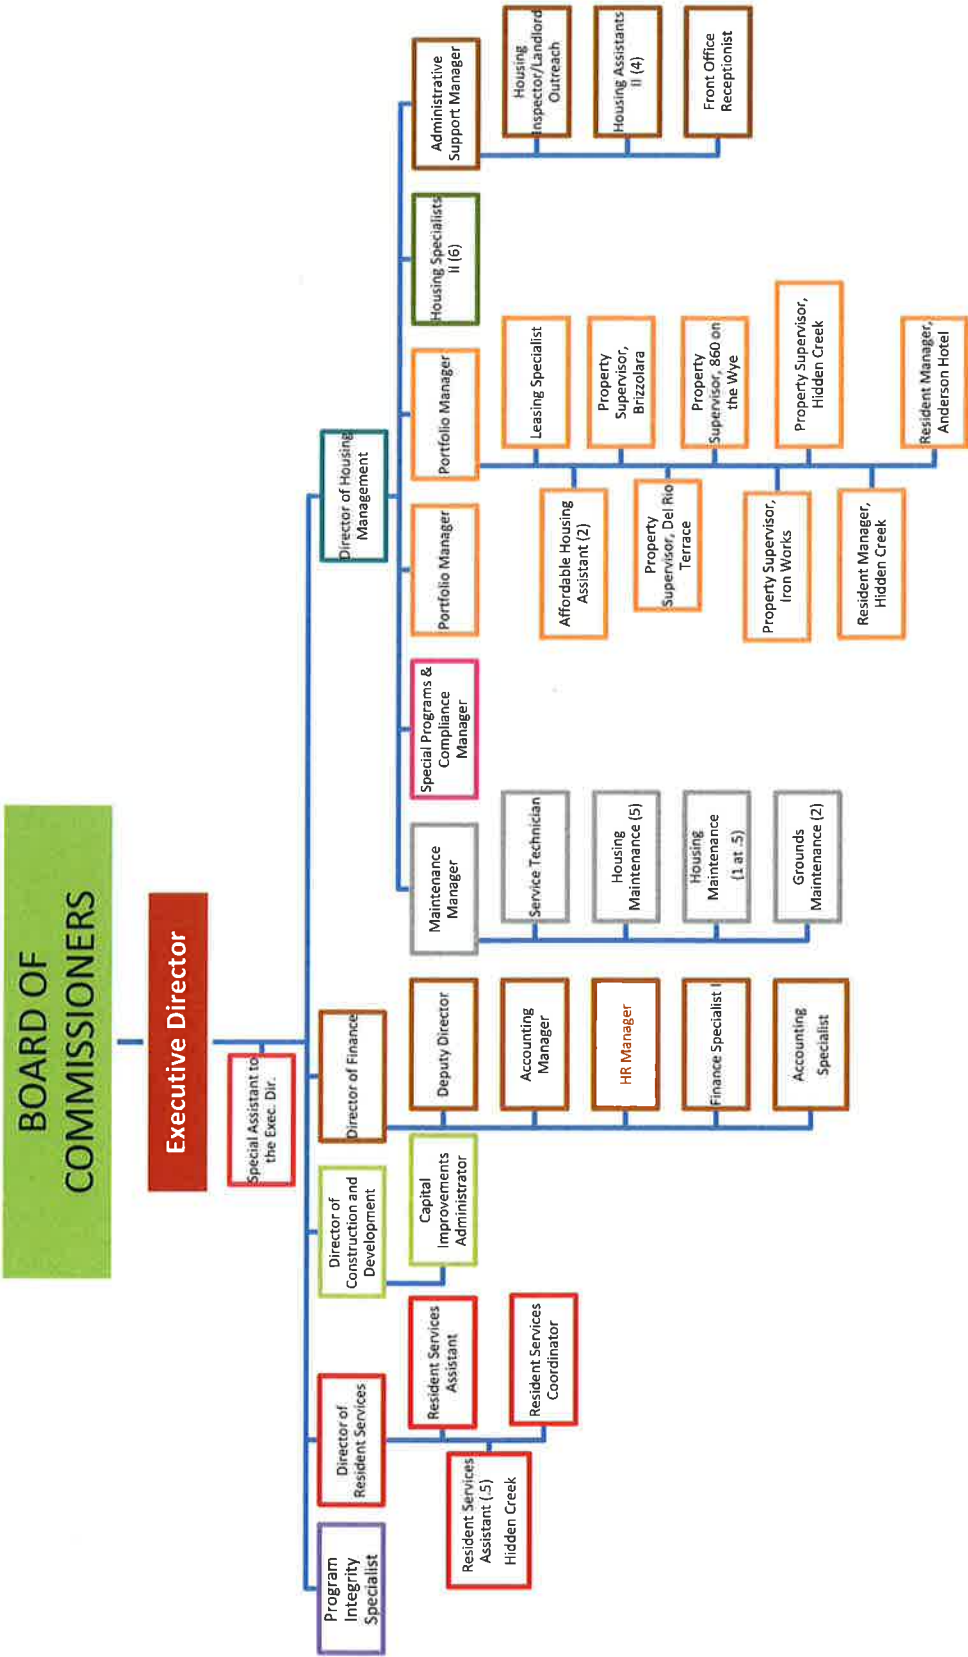 BOARD OF
COMMISSIONERS
Executive Director
Special Assistant to
the Exec. Dir.
Program
Integrity
Specialist
Director of
Resident Services
Resident Services
Assistant
Resident Services
Assistant (.5)
Hidden Creek
Resident Services
Coordinator
Director of
Construction and
Development
Capital
Improvements
Administrator
Director of Finance
Deputy Director
Accounting
Manager
HR Manager
Finance Specialist I
Accounting
Specialist
Director of Housing
Management
Maintenance
Manager
Service Technician
Housing
Maintenance (5)
Housing
Maintenance
(1 at .5)
Grounds
Maintenance (2)
Special Programs &
Compliance
Manager
Portfolio Manager
Portfolio Manager
Leasing Specialist
Affordable Housing
Assistant (2)
Property
Supervisor,
Brizzolara
Property
Supervisor, Del Rio
Terrace
Property
Supervisor, 860 on
the Wye
Property Supervisor,
Iron Works
Property Supervisor,
Hidden Creek
Resident Manager,
Hidden Creek
Resident Manager,
Anderson Hotel
Housing Specialists
II (6)
Administrative
Support Manager
Housing
Inspector/Landlord
Outreach
Housing Assistants
II (4)
Front Office
Receptionist